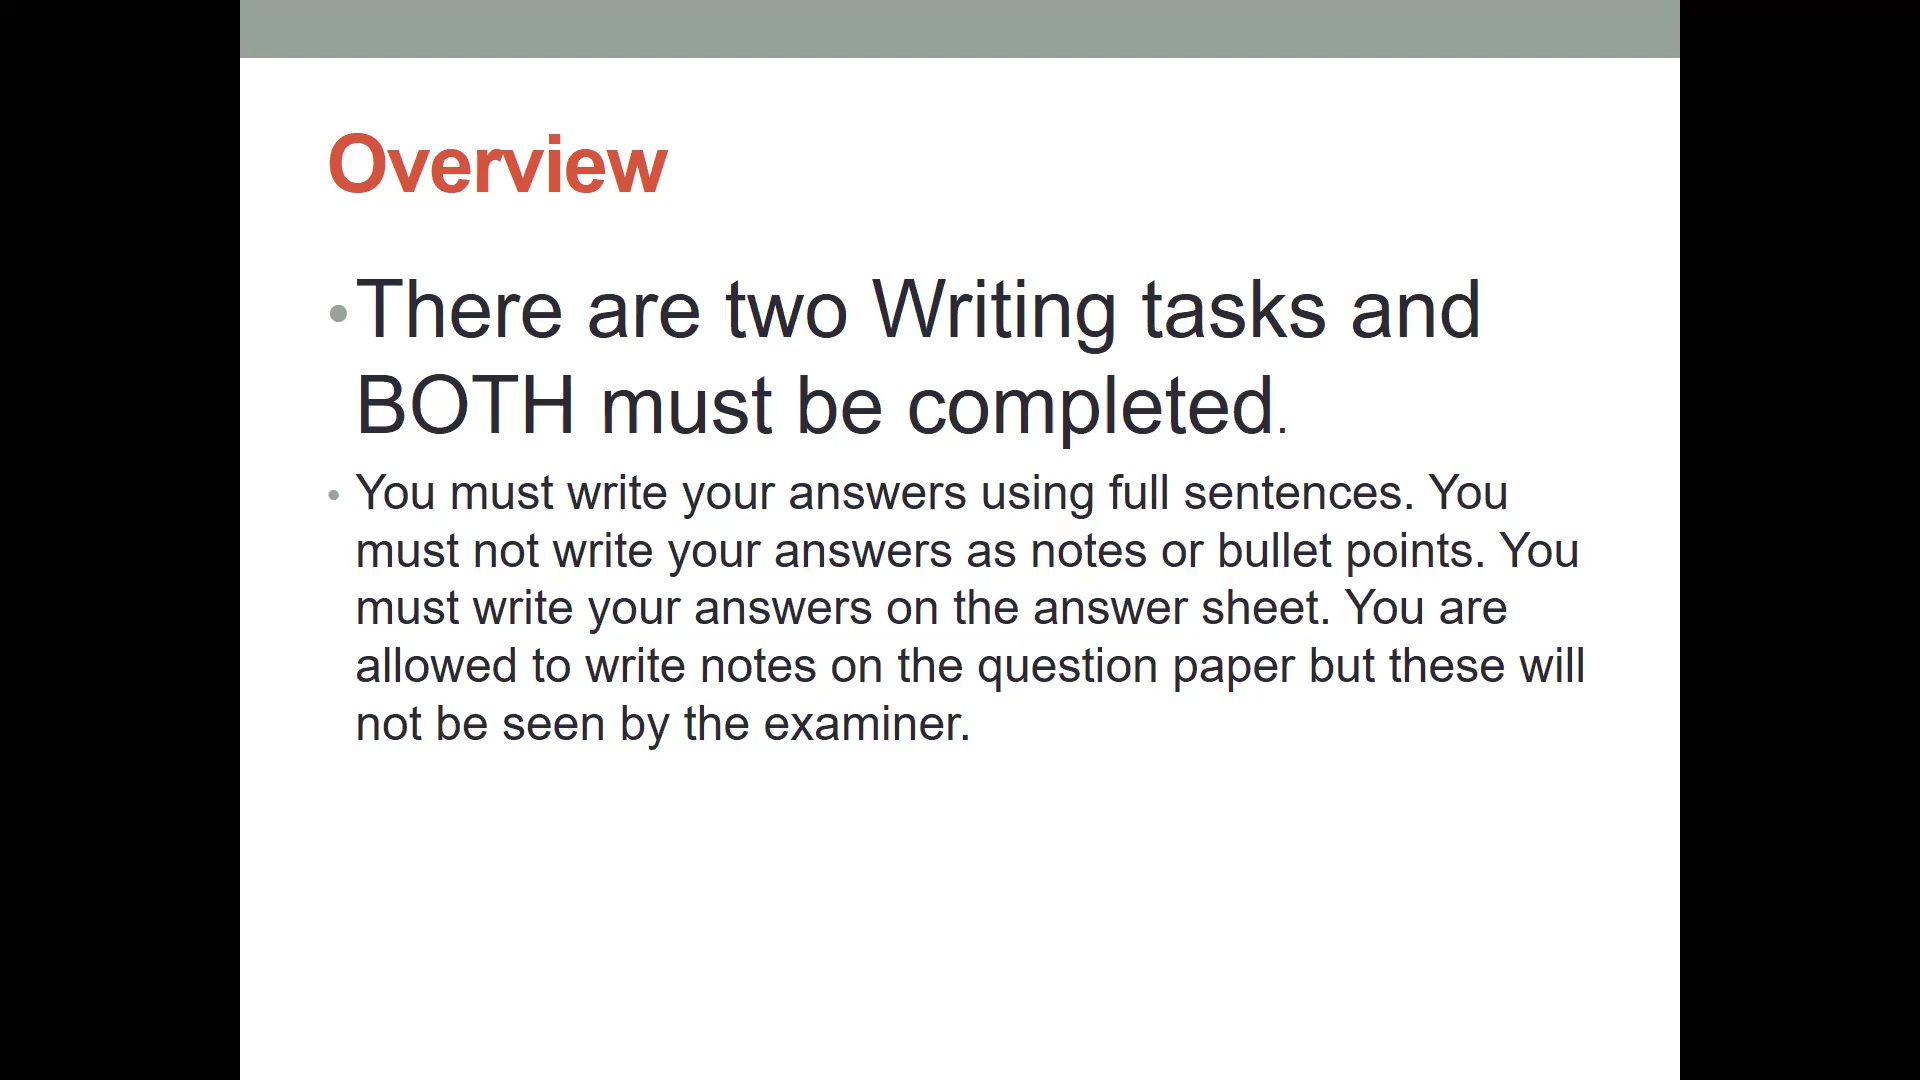 Overview
• There are two Writing tasks and
BOTH must be completed.
• You must write your answers using full sentences. You
must not write your answers as notes or bullet points. You
must write your answers on the answer sheet. You are
allowed to write notes on the question paper but these will
not be seen by the examiner.